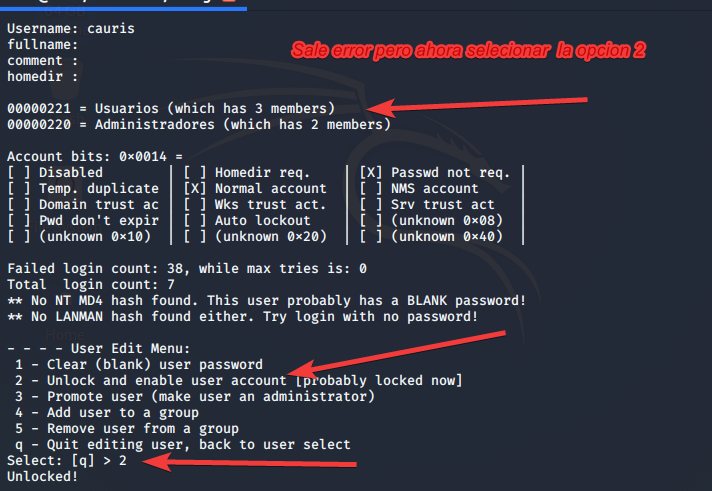 Username: cauris
fullname:
Sale error pero ahora selecionar la opcion 2
comment :
homedir :
00000221 = Usuarios (which has 3 members)
00000220 = Administradores (which has 2 members)
Account bits: 0×0014 =
[ ] Disabled | [ ] Homedir req. | [X] Passwd not req. |
[ ] Temp. duplicate | [X] Normal account | [ ] NMS account |
[ ] Domain trust ac | [ ] Wks trust act. | [ ] Srv trust act |
[ ] Pwd don't expir | [ ] Auto lockout | [ ] (unknown 0×08) |
[ ] (unknown 0×10) | [ ] (unknown 0×20) | [ ] (unknown 0×40) |
Failed login count: 38, while max tries is: 0
Total  login count: 7
** No NT MD4 hash found. This user probably has a BLANK password!
** No LANMAN hash found either. Try login with no password!
Home
- - - - User Edit Menu:
1 - Clear (blank) user password
2 - Unlock and enable user account [probably locked now]
3 - Promote user (make user an administrator)
4 - Add user to a group
5 - Remove user from a group
q - Quit editing user, back to user select
Select: [q] > 2
Unlocked!